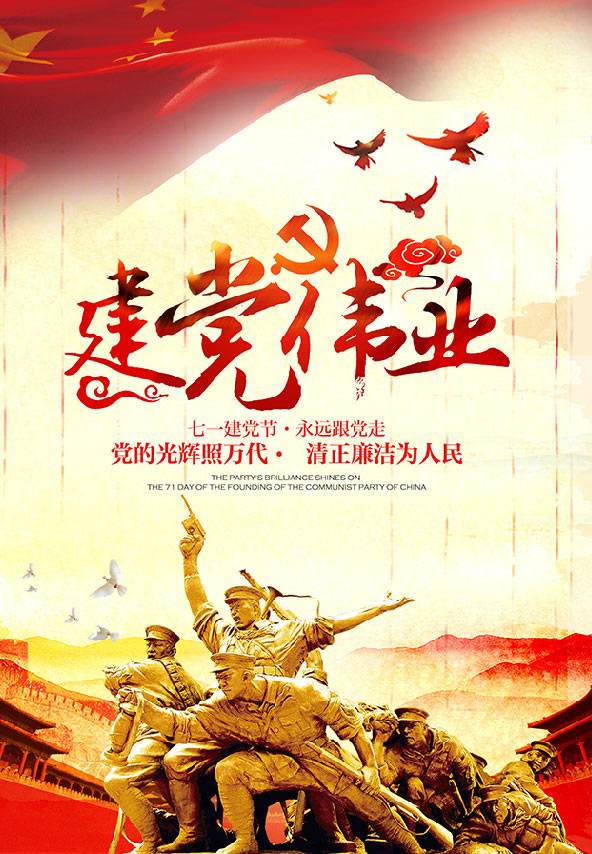 建党伟业
七一建党节·永远跟党走
党的光辉照万代· 清正廉洁为人民
THE PARTY'S BRILLIANCE SHINES ON
THE 71 DAY OF THE FOUNDING OF THE COMMUNIST PARTY OF CHINA